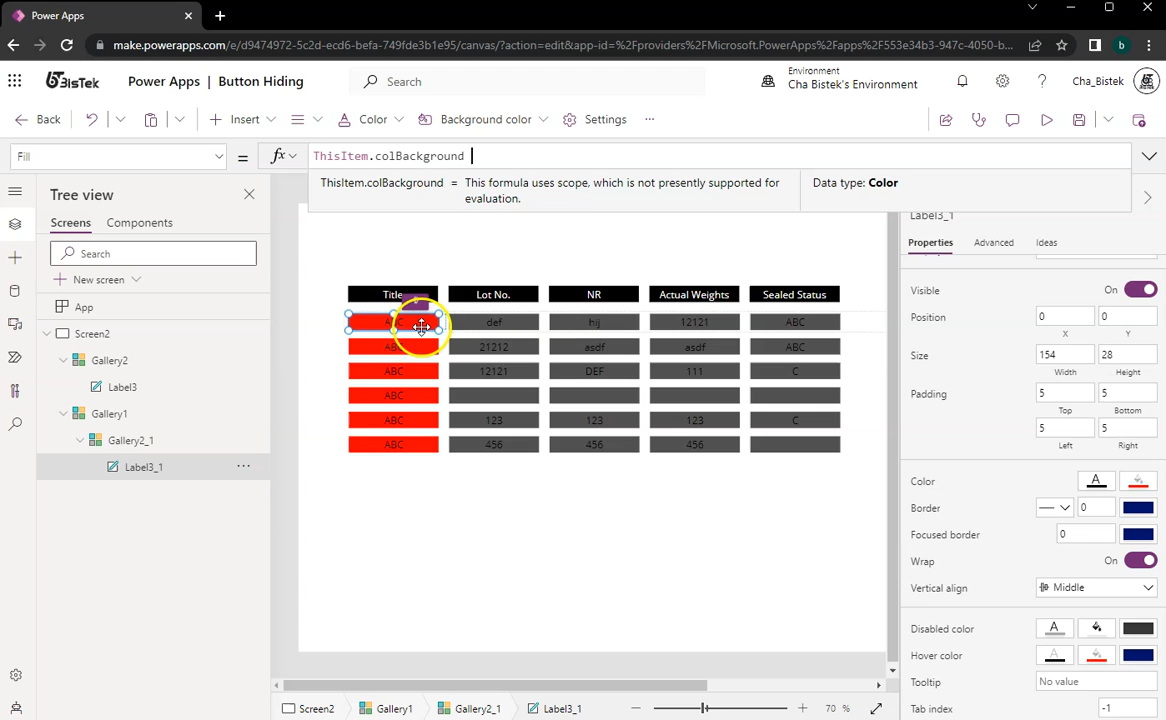 Power Apps
make.powerapps.com/e/d9474972-5c2d-ecd6-befa-749fde3b1e95/canvas/?action=edit&app-id=%2Fproviders%2FMicrosoft.PowerApps%2Fapps%2F553e34b3-947c-4050-b...
b
BisTek
Power Apps | Button Hiding
Search
Environment
Cha Bistek's Environment
Cha_Bistek
Back
Insert
Color
Background color
Settings
Fill
=
fx
ThisItem.colBackground
ThisItem.colBackground = This formula uses scope, which is not presently supported for evaluation.
Data type: Color
Tree view
Screens
Components
Search
New screen
App
Screen2
Gallery2
Label3
Gallery1
Gallery2_1
Label3_1
Title Lot No. NR Actual Weights Sealed Status
ABC def hij 12121 ABC
ABC 21212 asdf asdf ABC
ABC 12121 DEF 111 C
ABC
ABC 123 123 123 C
ABC 456 456 456
Label3_1
Properties
Advanced
Ideas
Visible On
Position 0 0
X Y
Size 154 28
Width Height
Padding 5 5
Top Bottom
5 5
Left Right
Color A
Border 0
Focused border 0
Wrap On
Vertical align Middle
Disabled color A
Hover color A
Tooltip No value
Tab index -1
Screen2 Gallery1 Gallery2_1 Label3_1
70 %